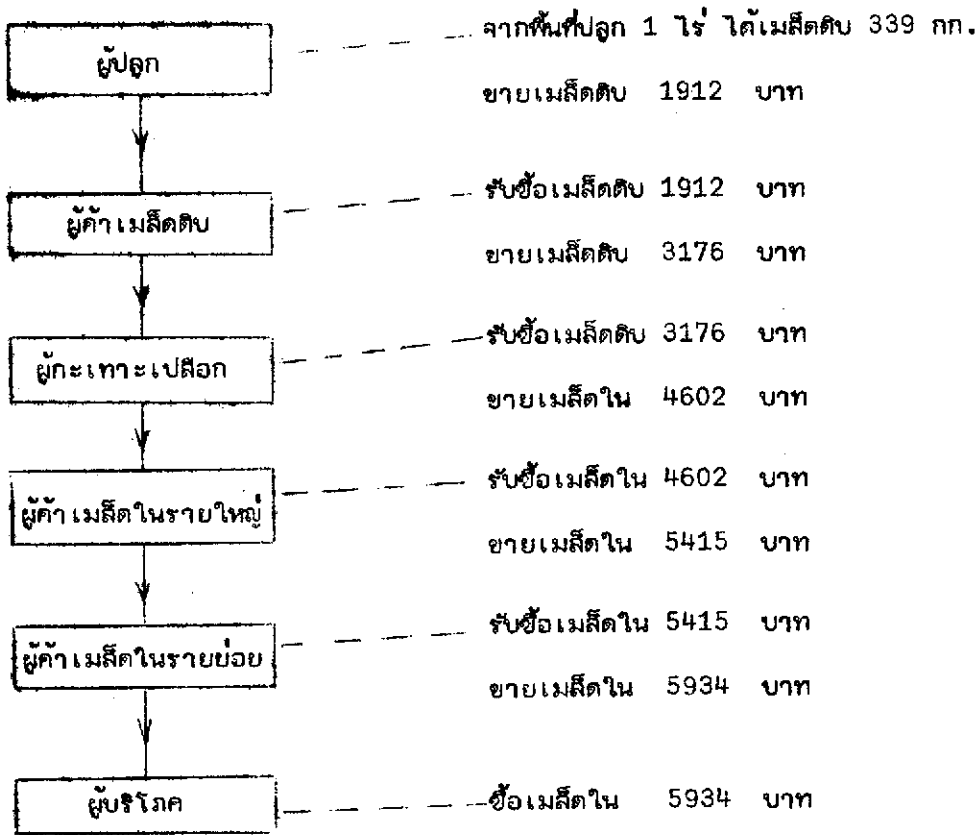 จากพื้นที่ปลูก 1 ไร่ ได้เมล็ดดิบ 339 กก.
ผู้ปลูก
ขายเมล็ดดิบ 1912 บาท
รับซื้อเมล็ดดิบ 1912 บาท
ผู้ค้าเมล็ดดิบ
ขายเมล็ดดิบ 3176 บาท
รับซื้อเมล็ดดิบ 3176 บาท
ผู้กะเทาะเปลือก
ขายเมล็ดใน 4602 บาท
รับซื้อเมล็ดใน 4602 บาท
ผู้ค้าเมล็ดในรายใหญ่
ขายเมล็ดใน 5415 บาท
รับซื้อเมล็ดใน 5415 บาท
ผู้ค้าเมล็ดในรายย่อย
ขายเมล็ดใน 5934 บาท
ผู้บริโภค
ซื้อเมล็ดใน 5934 บาท